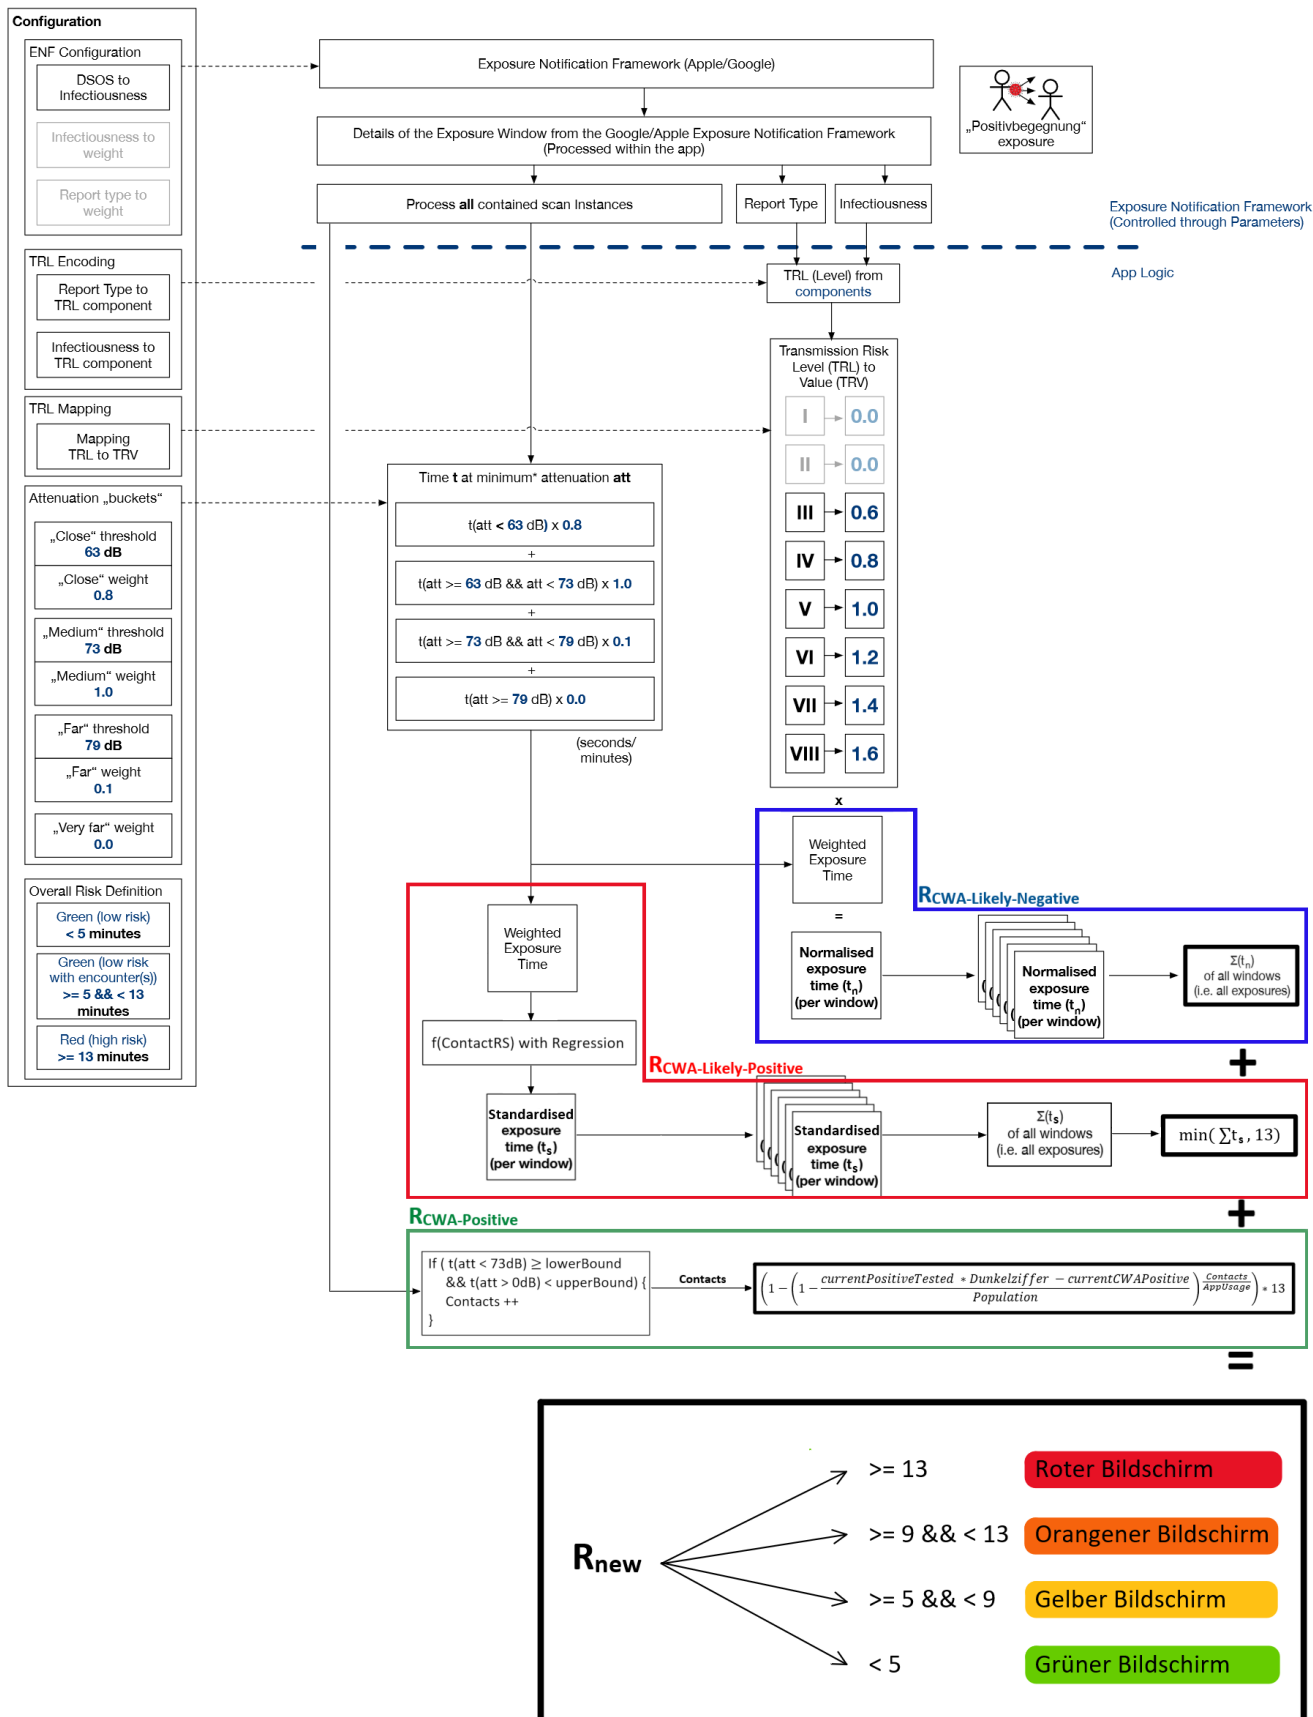 Configuration
ENF Configuration
DSOS to
Infectiousness
Infectiousness to
weight
Report type to
weight
TRL Encoding
Report Type to
TRL component
Infectiousness to
TRL component
TRL Mapping
Mapping
TRL to TRV
Attenuation „buckets“
„Close“ threshold
63 dB
„Close“ weight
0.8
„Medium“ threshold
73 dB
„Medium“ weight
1.0
„Far“ threshold
79 dB
„Far“ weight
0.1
„Very far“ weight
0.0
Overall Risk Definition
Green (low risk)
< 5 minutes
Green (low risk
with encounter(s))
>= 5 && < 13
minutes
Red (high risk)
>= 13 minutes
Exposure Notification Framework (Apple/Google)
Details of the Exposure Window from the Google/Apple Exposure Notification Framework
(Processed within the app)
Process all contained scan Instances
Report Type
Infectiousness
„Positivbegegnung“
exposure
Exposure Notification Framework
(Controlled through Parameters)
App Logic
TRL (Level) from
components
Transmission Risk
Level (TRL) to
Value (TRV)
I 0.0
II 0.0
III 0.6
IV 0.8
V 1.0
VI 1.2
VII 1.4
VIII 1.6
x
Time t at minimum* attenuation att
t(att < 63 dB) x 0.8
+
t(att >= 63 dB && att < 73 dB) x 1.0
+
t(att >= 73 dB && att < 79 dB) x 0.1
+
t(att >= 79 dB) x 0.0
(seconds/
minutes)
Weighted
Exposure
Time
=
Normalised
exposure
time (tn)
(per window)
RCWA-Likely-Negative
Normalised
exposure
time (tn)
(per window)
Σ(tn)
of all windows
(i.e. all exposures)
+
Weighted
Exposure
Time
f(ContactRS) with Regression
Standardised
exposure
time (ts)
(per window)
RCWA-Likely-Positive
Standardised
exposure
time (ts)
(per window)
Σ(ts)
of all windows
(i.e. all exposures)
min( ∑ts , 13)
+
RCWA-Positive
If ( t(att < 73dB) ≥ lowerBound
&& t(att > 0dB) < upperBound) {
Contacts ++
}
Contacts
(1 − (1 − (currentPositiveTested * Dunkelziffer − currentCWAPositive) / Population)^(Contacts/AppUsage)) * 13
=
Rnew
>= 13 Roter Bildschirm
>= 9 && < 13 Orangener Bildschirm
>= 5 && < 9 Gelber Bildschirm
< 5 Grüner Bildschirm